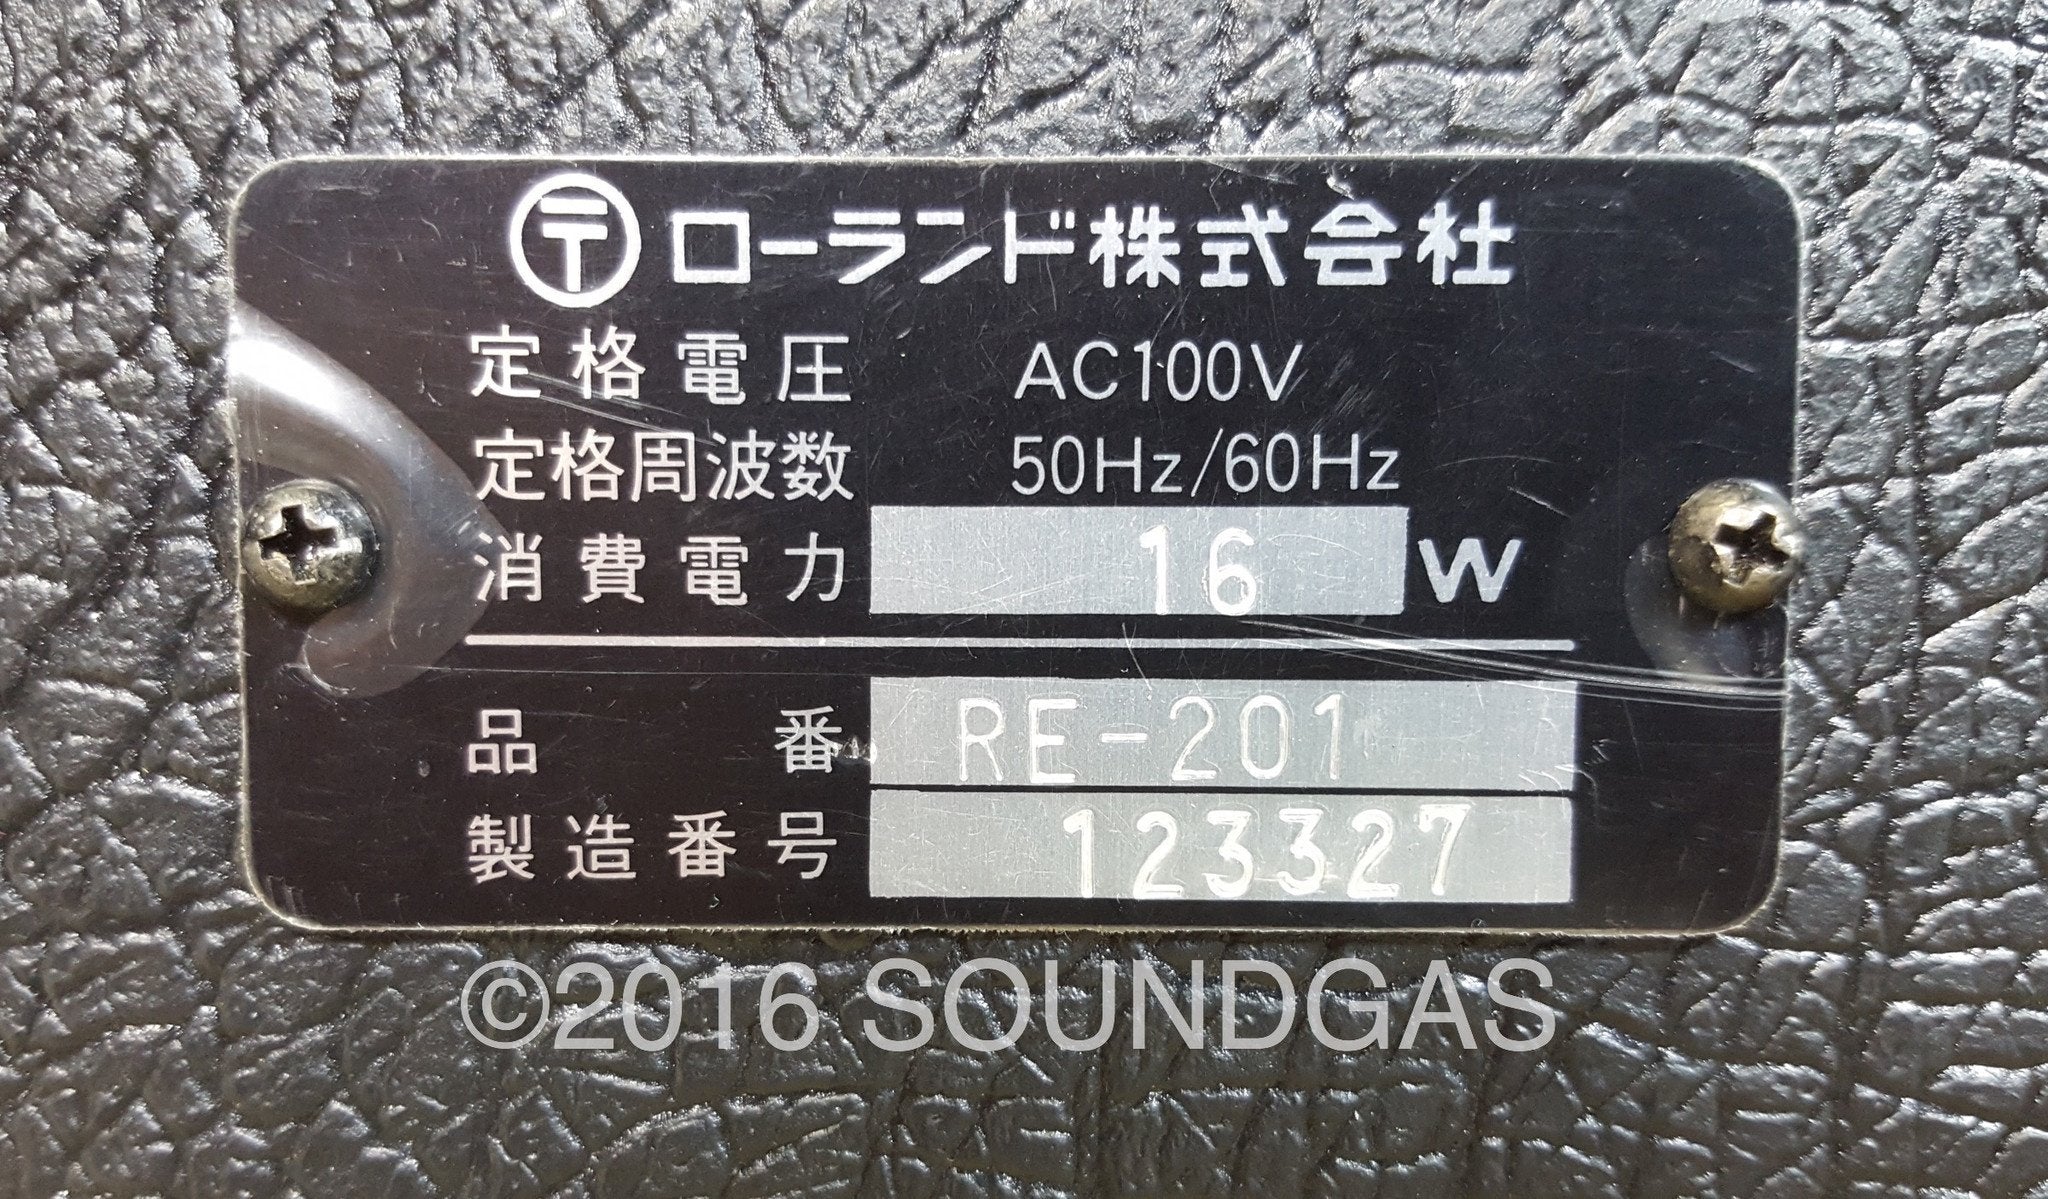 〶ローランド株式会社
定格電圧 AC100V
定格周波数 50Hz/60Hz
消費電力 16 W
品番 RE-201
製造番号 123327
©2016 SOUNDGAS